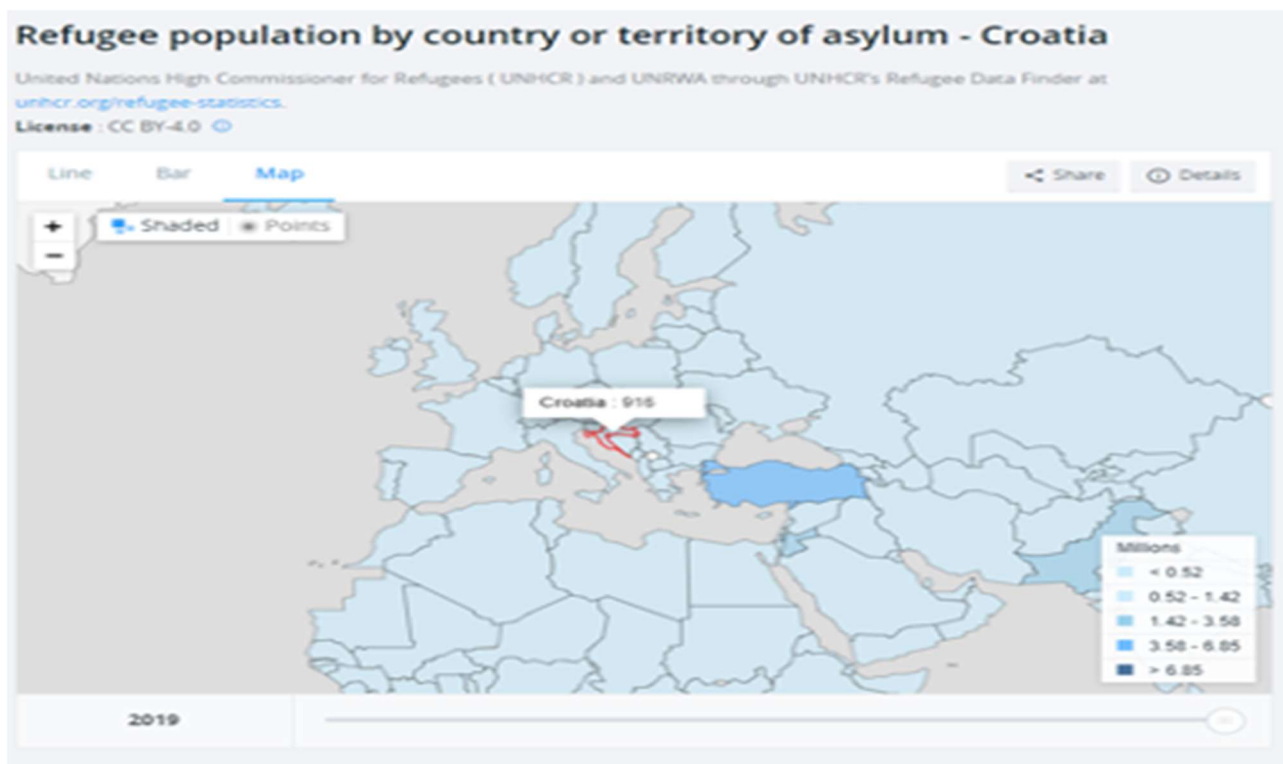 Refugee population by country or territory of asylum - Croatia
United Nations High Commissioner for Refugees ( UNHCR ) and UNRWA through UNHCR's Refugee Data Finder at
unhcr.org/refugee-statistics.
License : CC BY-4.0
Line Bar Map Share Details
+ Shaded Points
−
Croatia : 916
Millions
< 0.52
0.52 - 1.42
1.42 - 3.58
3.58 - 6.85
> 6.85
2019